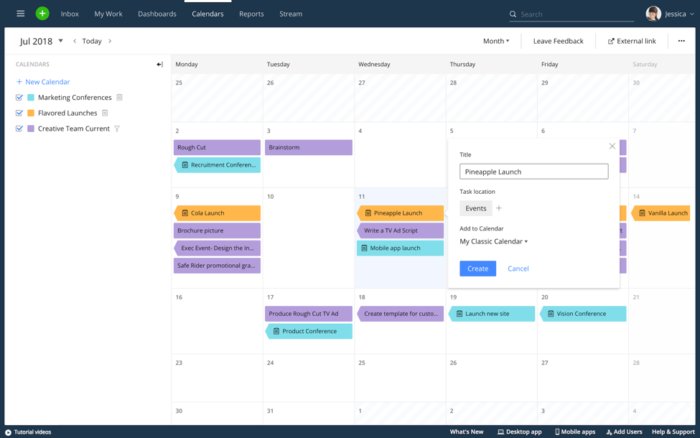 Inbox My Work Dashboards Calendars Reports Stream Search Jessica
Jul 2018 Today Month Leave Feedback External link
CALENDARS
+ New Calendar
Marketing Conferences
Flavored Launches
Creative Team Current
Monday Tuesday Wednesday Thursday Friday Saturday
25 26 27 28 29 30
2 3 4 5 6 7
Rough Cut Brainstorm
Recruitment Conferen...
Title
Pineapple Launch
Task location
Events +
Add to Calendar
My Classic Calendar
Create Cancel
9 10 11 14
Cola Launch Pineapple Launch Vanilla Launch
Brochure picture Write a TV Ad Script
Exec Event- Design the In... Mobile app launch
Safe Rider promotional gra...
16 17 18 19 20 21
Produce Rough Cut TV Ad Create template for custo... Launch new site Vision Conference
Product Conference
23 24 25 26 27 28
30 31 1 2 3 4
Tutorial videos What's New Desktop app Mobile apps Add Users Help & Support